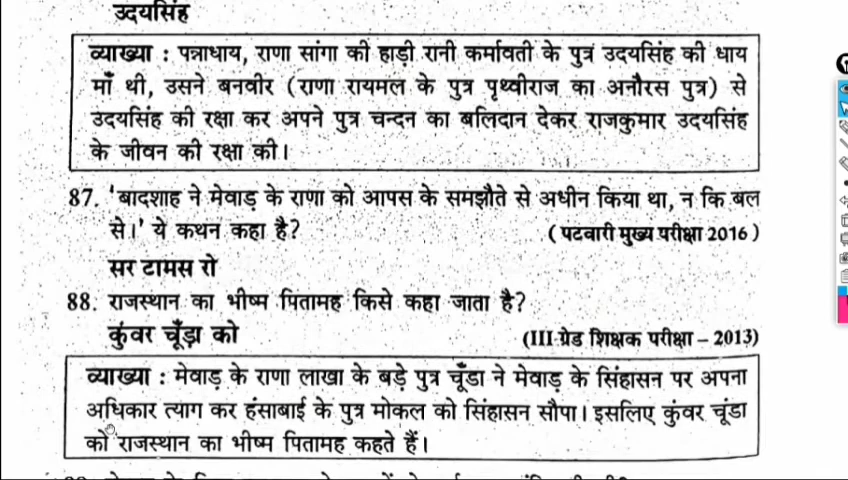 उदयसिंह
व्याख्या : पन्नाधाय, राणा सांगा की हाड़ी रानी कर्मावती के पुत्र उदयसिंह की धाय
माँ थी, उसने बनवीर (राणा रायमल के पुत्र पृथ्वीराज का अनौरस पुत्र) से
उदयसिंह की रक्षा कर अपने पुत्र चन्दन का बलिदान देकर राजकुमार उदयसिंह
के जीवन की रक्षा की।
87. 'बादशाह ने मेवाड़ के राणा को आपस के समझौते से अधीन किया था, न कि बल
से।' ये कथन कहा है? ( पटवारी मुख्य परीक्षा 2016 )
सर टामस रो
88. राजस्थान का भीष्म पितामह किसे कहा जाता है?
कुंवर चूँड़ा को (III-ग्रेड शिक्षक परीक्षा – 2013)
व्याख्या : मेवाड़ के राणा लाखा के बड़े पुत्र चूँडा ने मेवाड़ के सिंहासन पर अपना
अधिकार त्याग कर हंसाबाई के पुत्र मोकल को सिंहासन सौपा। इसलिए कुंवर चूंडा
को राजस्थान का भीष्म पितामह कहते हैं।